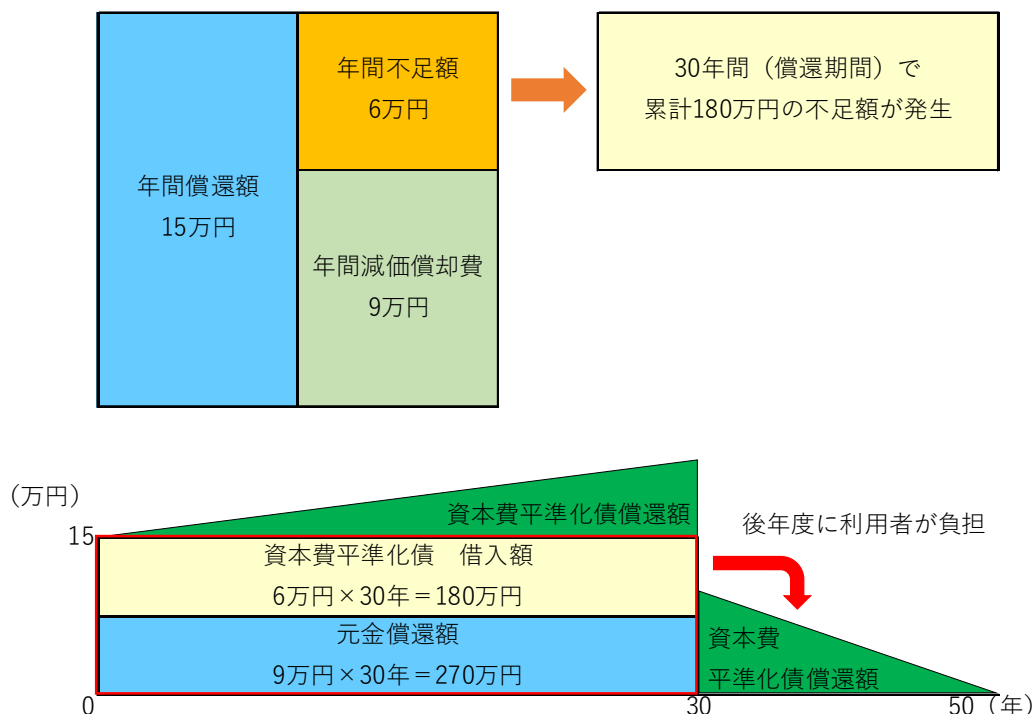 年間償還額
15万円
年間不足額
6万円
年間減価償却費
9万円
30年間（償還期間）で
累計180万円の不足額が発生
（万円）
15
0
資本費平準化債償還額
資本費平準化債　借入額
6万円×30年＝180万円
元金償還額
9万円×30年＝270万円
後年度に利用者が負担
資本費
平準化債償還額
30
50（年）